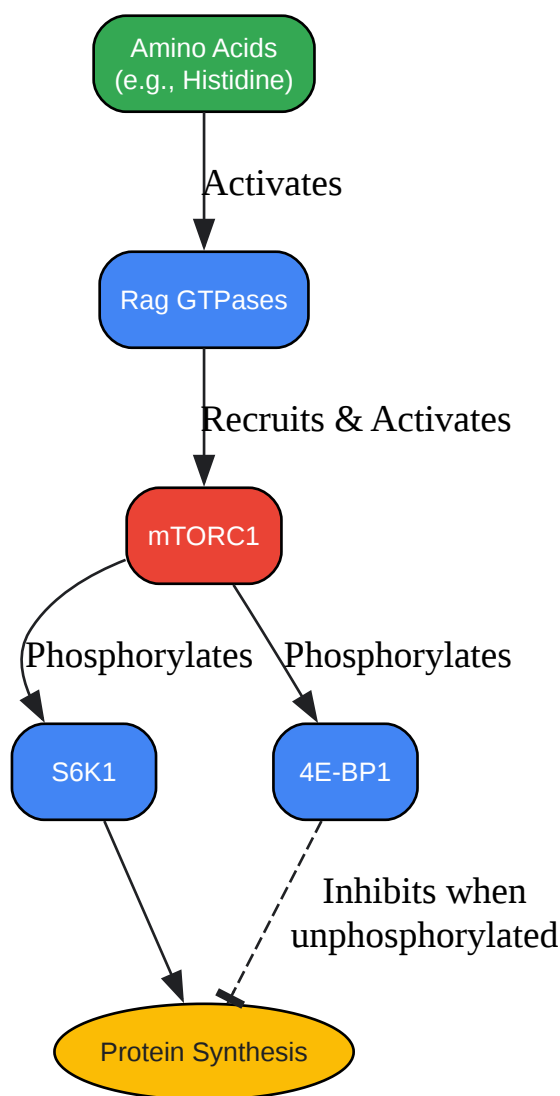 Amino Acids
(e.g., Histidine)
Activates
Rag GTPases
Recruits & Activates
mTORC1
Phosphorylates
Phosphorylates
S6K1
4E-BP1
Inhibits when
unphosphorylated
Protein Synthesis